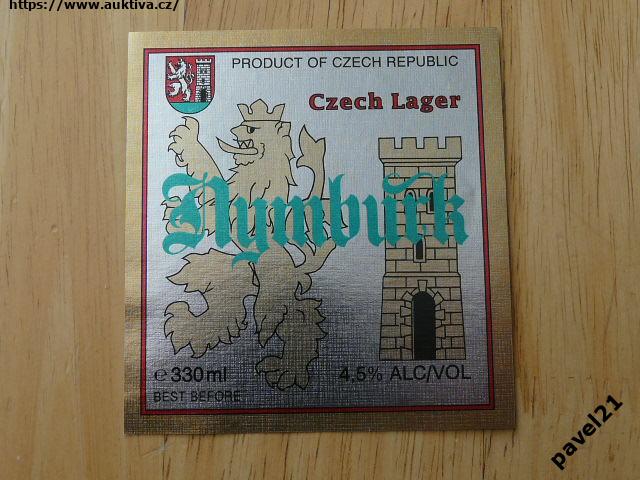 https://www.auktiva.cz/
PRODUCT OF CZECH REPUBLIC
Czech Lager
Nymburk
e 330 ml
4,5% ALC/VOL
BEST BEFORE
pavel21